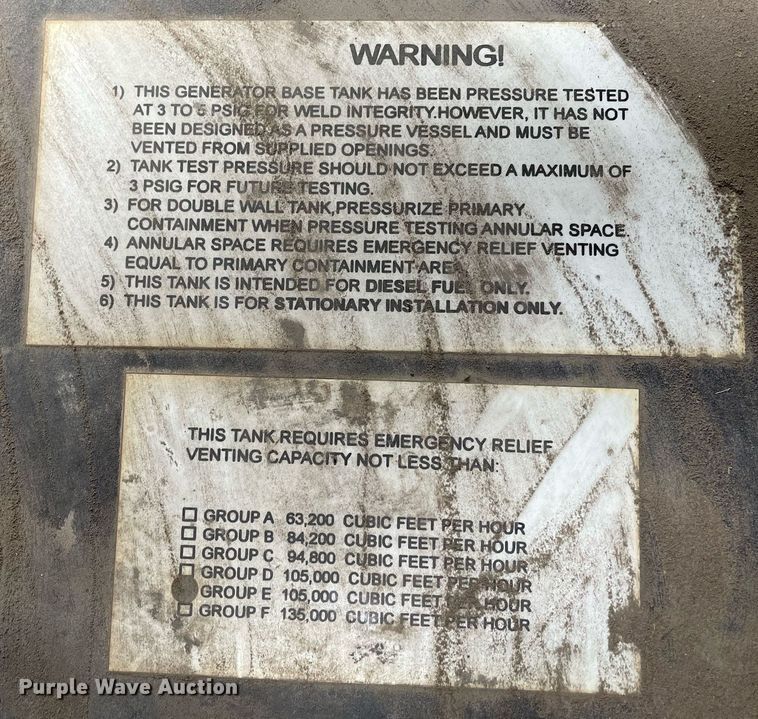 WARNING!
1) THIS GENERATOR BASE TANK HAS BEEN PRESSURE TESTED
AT 3 TO 5 PSIG FOR WELD INTEGRITY.HOWEVER, IT HAS NOT
BEEN DESIGNED AS A PRESSURE VESSEL AND MUST BE
VENTED FROM SUPPLIED OPENINGS.
2) TANK TEST PRESSURE SHOULD NOT EXCEED A MAXIMUM OF
3 PSIG FOR FUTURE TESTING.
3) FOR DOUBLE WALL TANK,PRESSURIZE PRIMARY
CONTAINMENT WHEN PRESSURE TESTING ANNULAR SPACE.
4) ANNULAR SPACE REQUIRES EMERGENCY RELIEF VENTING
EQUAL TO PRIMARY CONTAINMENT AREA.
5) THIS TANK IS INTENDED FOR DIESEL FUEL ONLY.
6) THIS TANK IS FOR STATIONARY INSTALLATION ONLY.
THIS TANK REQUIRES EMERGENCY RELIEF
VENTING CAPACITY NOT LESS THAN:
GROUP A 63,200 CUBIC FEET PER HOUR
GROUP B 84,200 CUBIC FEET PER HOUR
GROUP C 94,800 CUBIC FEET PER HOUR
GROUP D 105,000 CUBIC FEET PER HOUR
GROUP E 105,000 CUBIC FEET PER HOUR
GROUP F 135,000 CUBIC FEET PER HOUR
Purple Wave Auction